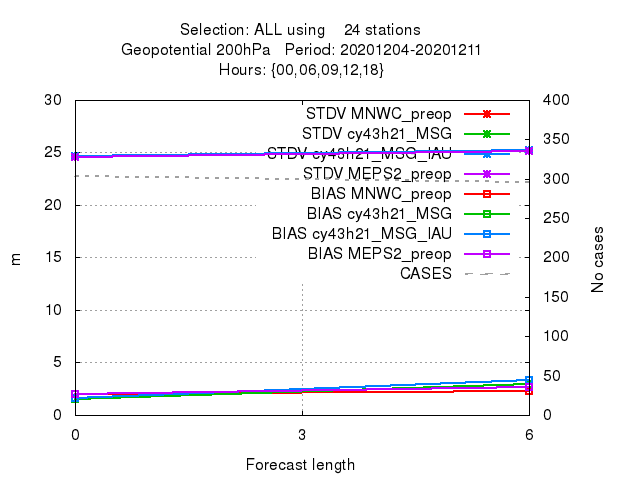 Selection: ALL using    24 stations
Geopotential 200hPa   Period: 20201204-20201211
Hours: {00,06,09,12,18}
30 STDV MNWC_preop 400
STDV cy43h21_MSG 350
25 STDV cy43h21_MSG_IAU
STDV MEPS2_preop 300
20 BIAS MNWC_preop
BIAS cy43h21_MSG 250
BIAS cy43h21_MSG_IAU
15 BIAS MEPS2_preop 200
m CASES No cases
150
10 100
5 50
0 0
0 3 6
Forecast length